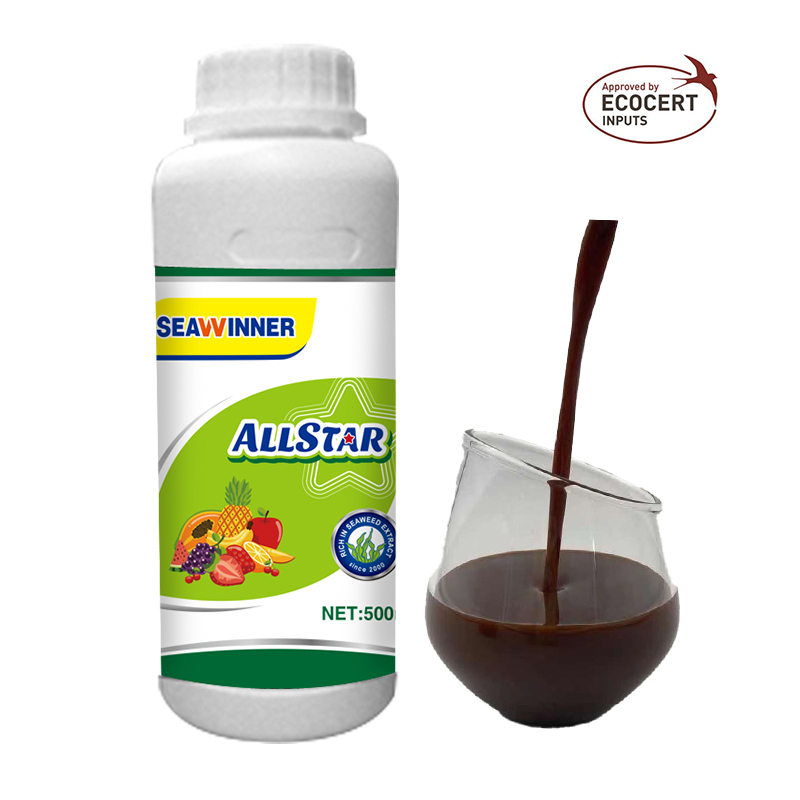 Approved by
ECOCERT
INPUTS
SEAWINNER
ALLSTAR
RICH IN SEAWEED EXTRACT
since 2000
NET:500